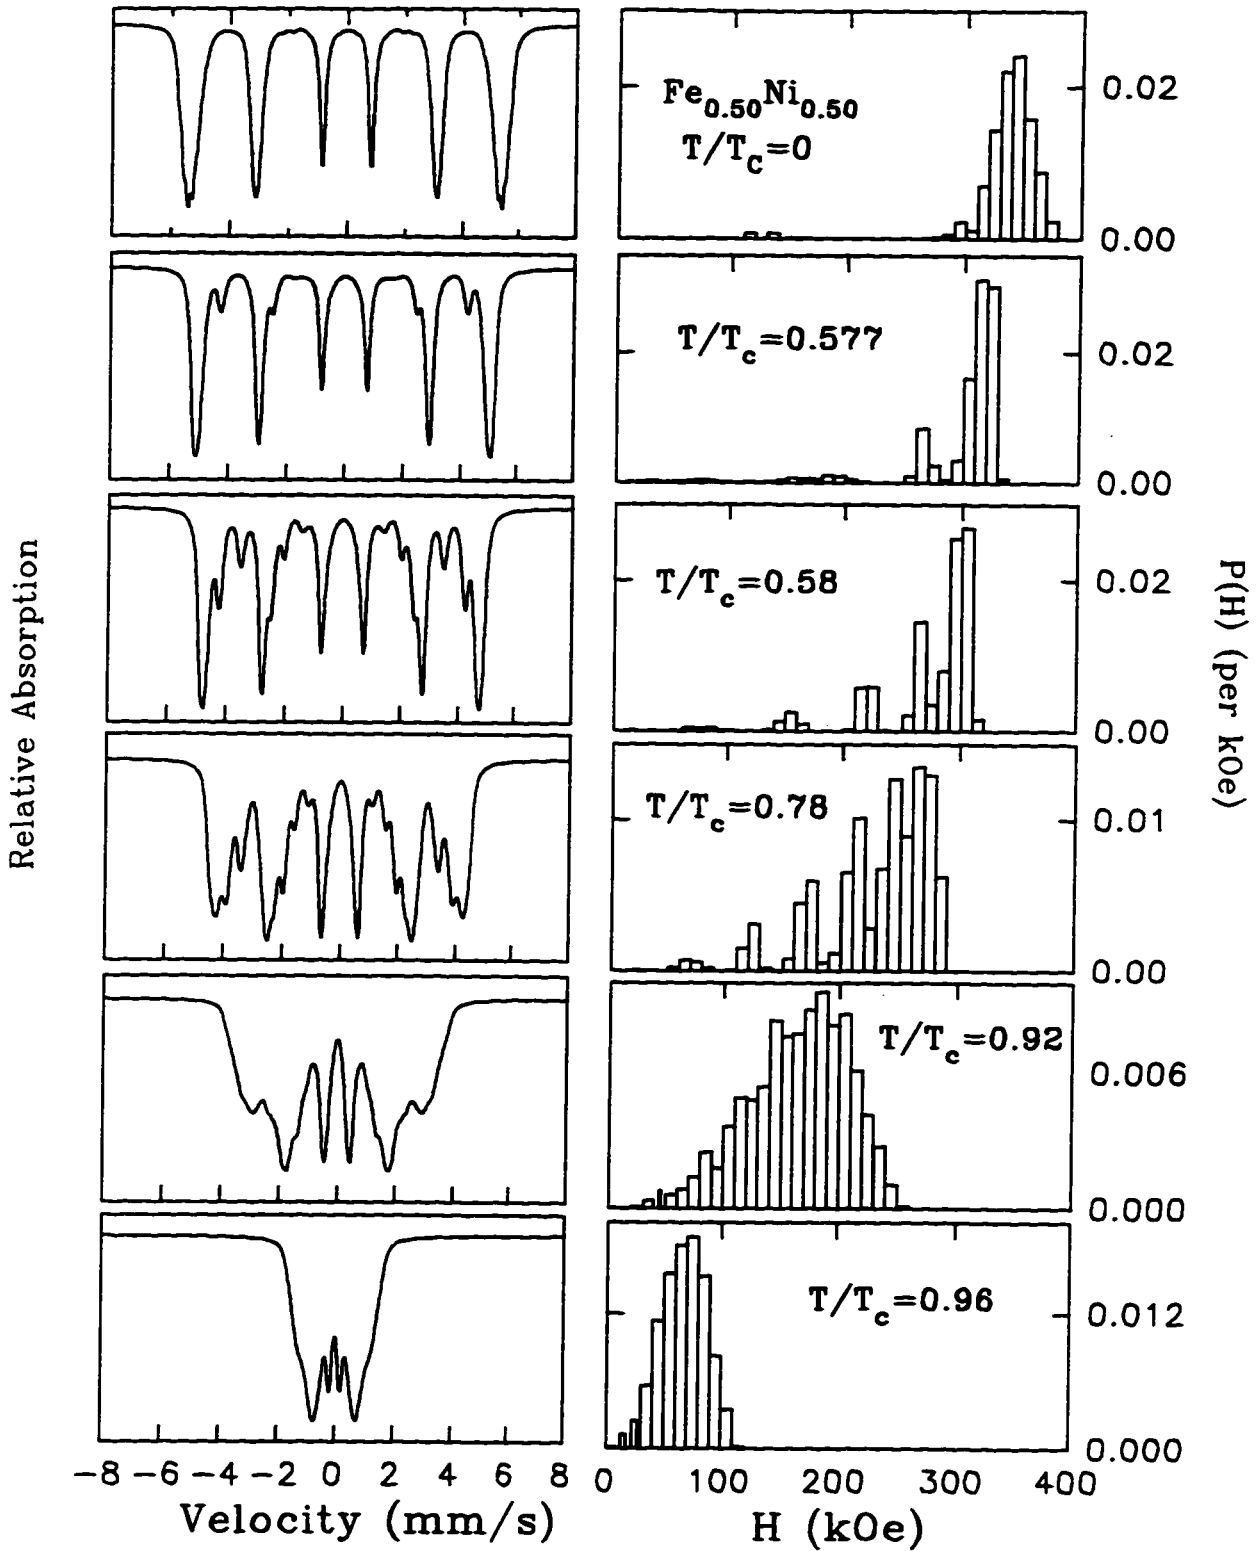 Relative Absorption
Fe0.50Ni0.50
T/TC=0
0.02
0.00
T/Tc=0.577
0.02
0.00
T/Tc=0.58
0.02
0.00
T/Tc=0.78
0.01
0.00
T/Tc=0.92
0.006
0.000
T/Tc=0.96
0.012
0.000
P(H) (per kOe)
-8 -6 -4 -2 0 2 4 6 8
Velocity (mm/s)
0 100 200 300 400
H (kOe)